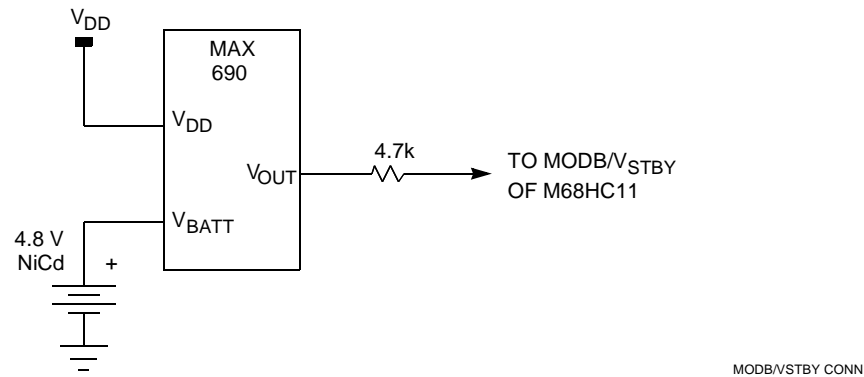 VDD
MAX
690
VDD
4.7k
VOUT
TO MODB/VSTBY
OF M68HC11
VBATT
4.8 V
NiCd +
MODB/VSTBY CONN